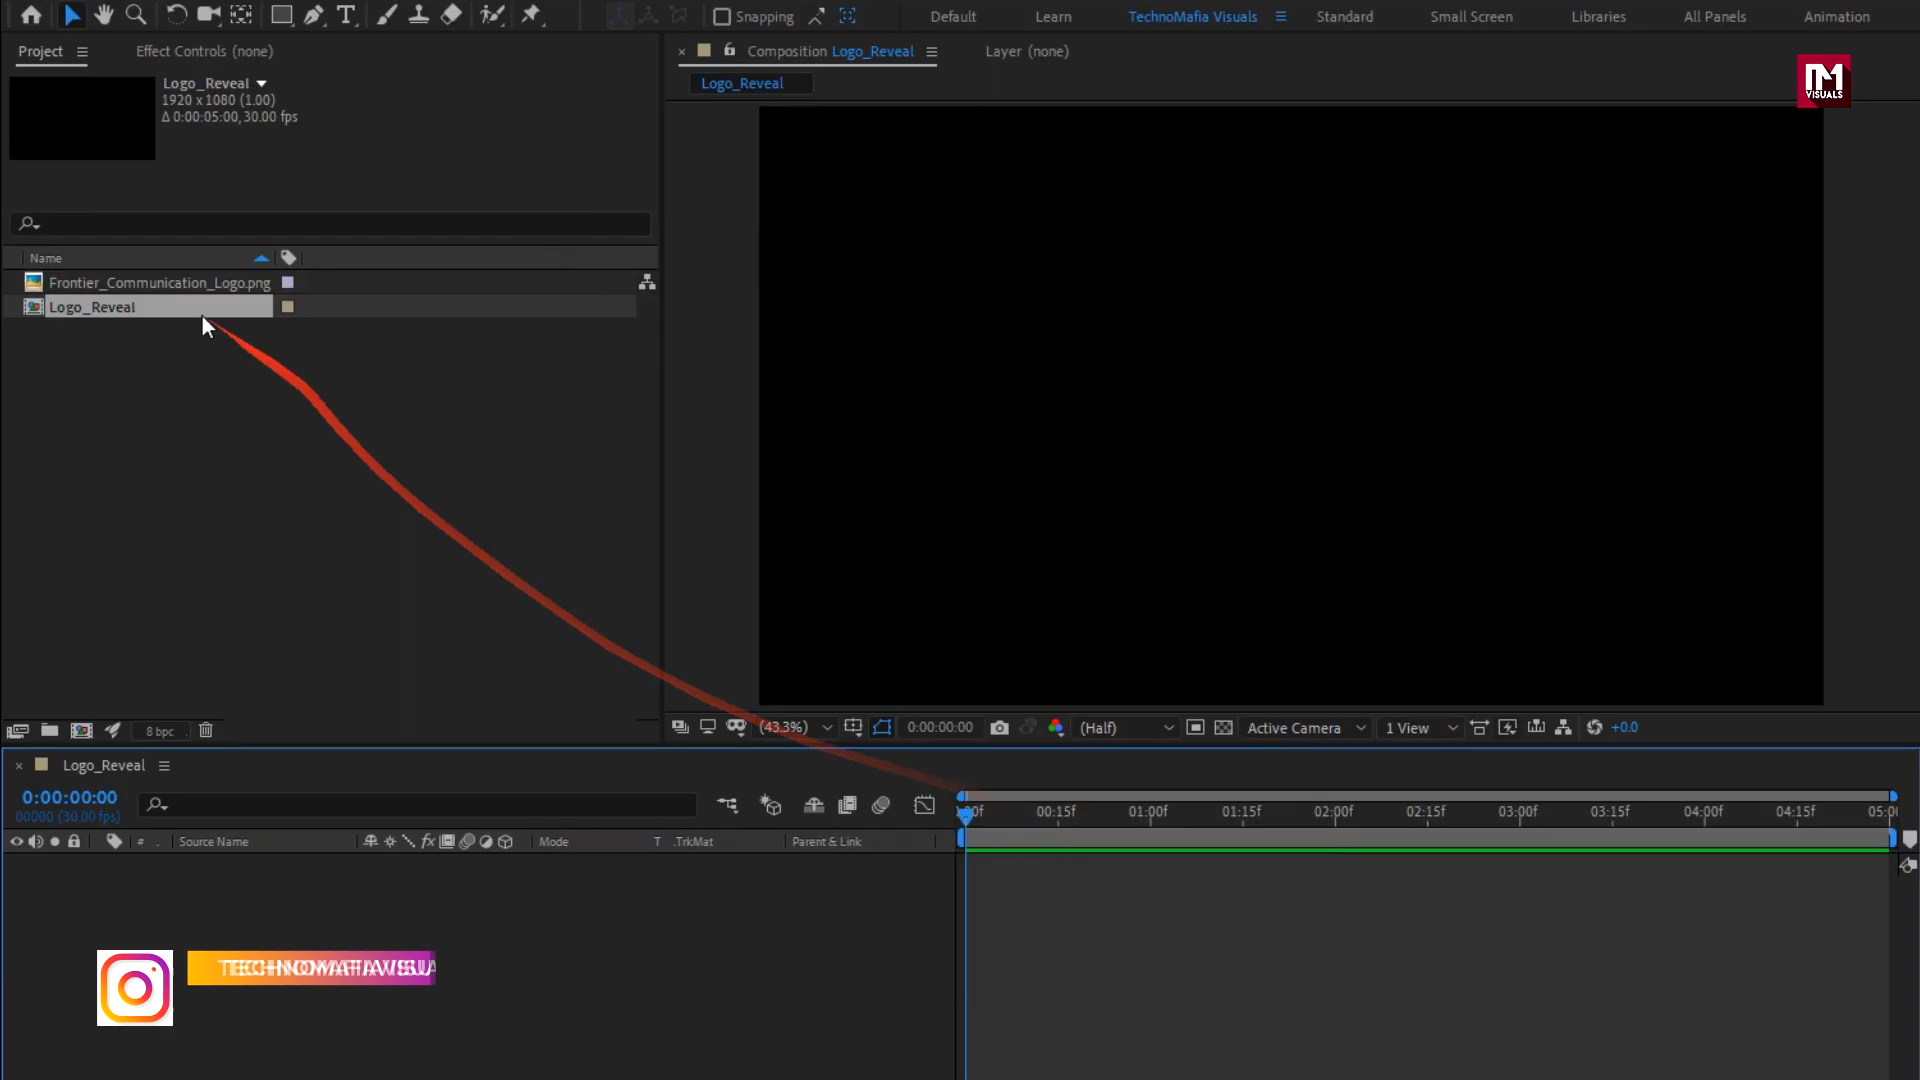 Snapping
Default
Learn
TechnoMafia Visuals
Standard
Small Screen
Libraries
All Panels
Animation
Project
Effect Controls (none)
Composition Logo_Reveal
Layer (none)
Logo_Reveal
1920 x 1080 (1.00)
Δ 0:00:05:00, 30.00 fps
Logo_Reveal
VISUALS
Name
Frontier_Communication_Logo.png
Logo_Reveal
8 bpc
(43.3%)
0:00:00:00
(Half)
Active Camera
1 View
+0.0
Logo_Reveal
0:00:00:00
00000 (30.00 fps)
00:15f
01:00f
01:15f
02:00f
02:15f
03:00f
03:15f
04:00f
04:15f
# . Source Name
fx
Mode
T .TrkMat
Parent & Link